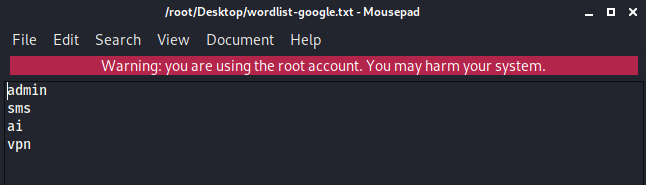 /root/Desktop/wordlist-google.txt - Mousepad
File Edit Search View Document Help
Warning: you are using the root account. You may harm your system.
admin
sms
ai
vpn